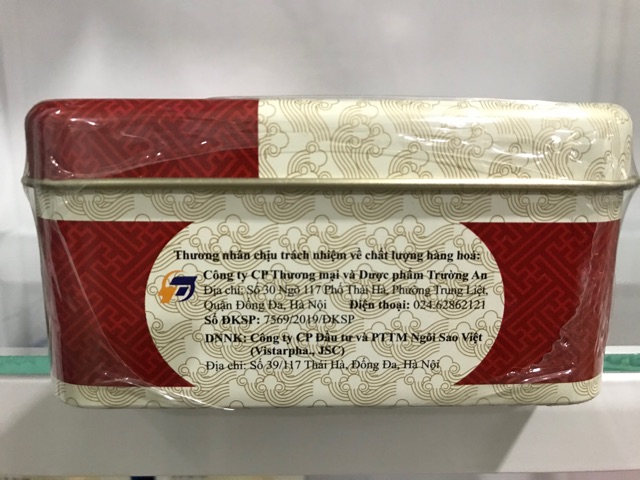 Thương nhân chịu trách nhiệm về chất lượng hàng hoá:
Công ty CP Thương mại và Dược phẩm Trường An
Địa chỉ: Số 30 Ngõ 117 Phố Thái Hà, Phường Trung Liệt,
Quận Đống Đa, Hà Nội Điện thoại: 024.62862121
Số ĐKSP: 7569/2019/ĐKSP
DNNK: Công ty CP Đầu tư và PTTM Ngôi Sao Việt
(Vistarpha., JSC)
Địa chỉ: Số 39/117 Thái Hà, Đống Đa, Hà Nội